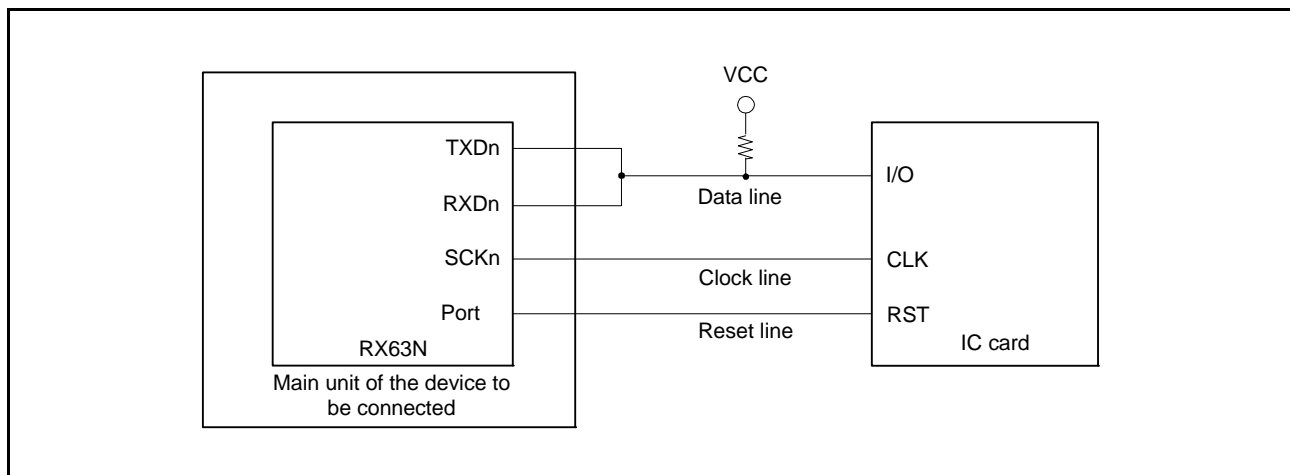 VCC
TXDn
I/O
RXDn
Data line
SCKn
CLK
Clock line
Port
RST
Reset line
RX63N
IC card
Main unit of the device to
be connected